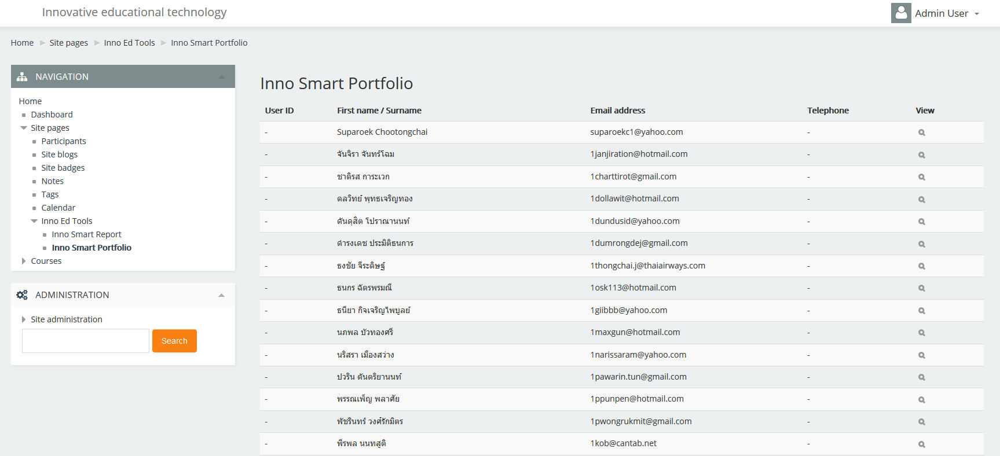 Innovative educational technology
Admin User
Home Site pages Inno Ed Tools Inno Smart Portfolio
NAVIGATION
Home
Dashboard
Site pages
Participants
Site blogs
Site badges
Notes
Tags
Calendar
Inno Ed Tools
Inno Smart Report
Inno Smart Portfolio
Courses
ADMINISTRATION
Site administration
Search
Inno Smart Portfolio
User ID First name / Surname Email address Telephone View
- Suparoek Chootongchai suparoekc1@yahoo.com -
- จันจิรา จันทร์โฉม 1janjiration@hotmail.com -
- ชาติรส การะเวก 1charttirot@gmail.com -
- ดลวิทย์ พุทธเจริญทอง 1dollawit@hotmail.com -
- ดันดุสิต โปราณานนท์ 1dundusid@yahoo.com -
- ดำรงเดช ประมิติธนการ 1dumrongdej@gmail.com -
- ธงชัย จีระดิษฐ์ 1thongchai.j@thaiairways.com -
- ธนกร ฉัตรพรมณี 1osk113@hotmail.com -
- ธนียา กิจเจริญไพบูลย์ 1giibbb@yahoo.com -
- นภพล บัวทองศรี 1maxgun@hotmail.com -
- นริสรา เมืองสว่าง 1narissaram@yahoo.com -
- ปวริน ตันตริยานนท์ 1pawarin.tun@gmail.com -
- พรรณเพ็ญ พลาศัย 1ppunpen@hotmail.com -
- พัชรินทร์ วงศ์รักมิตร 1pwongrukmit@gmail.com -
- พีรพล นนทสูติ 1kob@cantab.net -